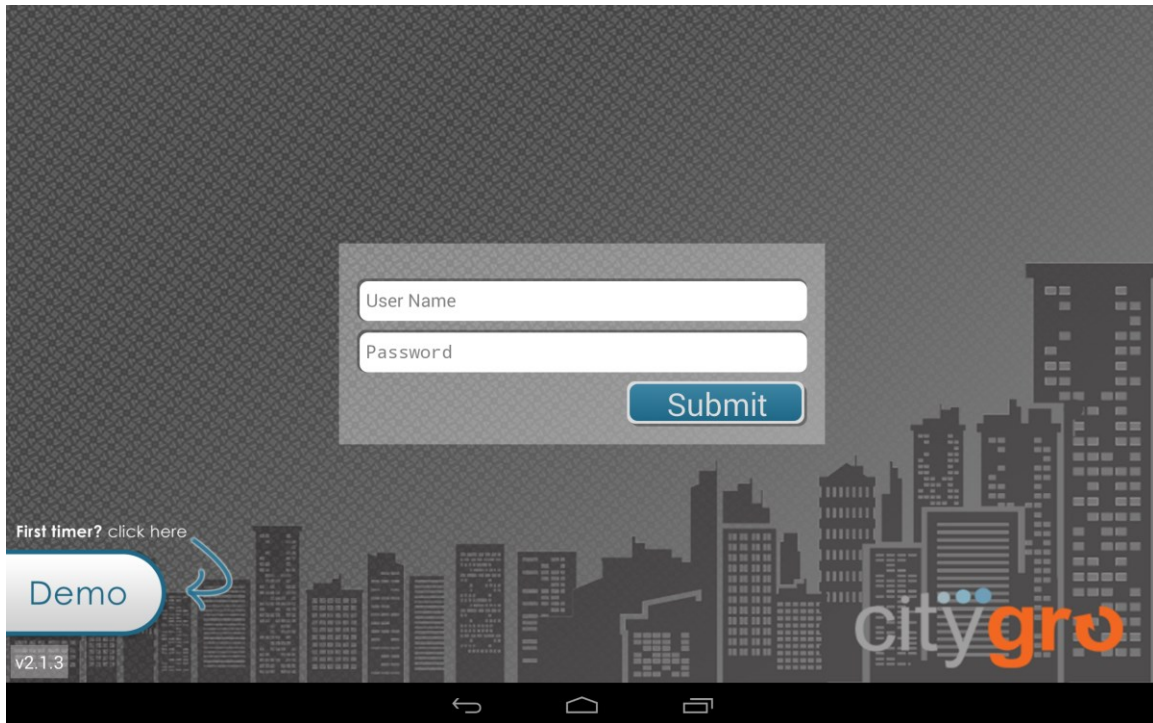 User Name
Password
Submit
First timer? click here
Demo
v2.1.3
citygro